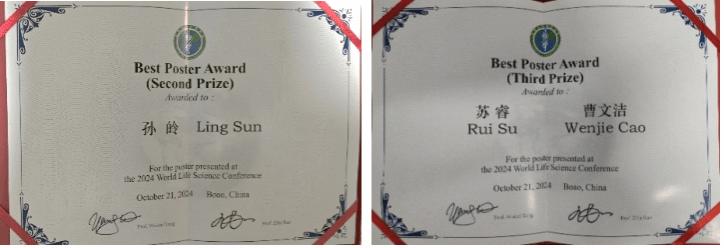 Best Poster Award
(Second Prize)
Awarded to :
孙 皊 Ling Sun
For the poster presented at
the 2024 World Life Science Conference
October 21, 2024 Boao, China
Best Poster Award
(Third Prize)
Awarded to :
苏 睿 曹文洁
Rui Su Wenjie Cao
For the poster presented at
the 2024 World Life Science Conference
October 21, 2024 Boao, China